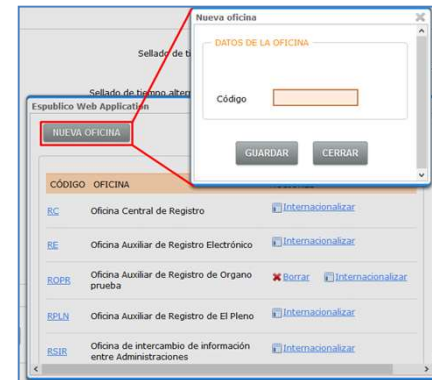 Nueva oficina
DATOS DE LA OFICINA
Sellado de
Código
Sellado de tiempo
Espublico Web Application
NUEVA OFICINA
GUARDAR CERRAR
CÓDIGO OFICINA
RC Oficina Central de Registro Internacionalizar
RE Oficina Auxiliar de Registro Electrónico Internacionalizar
ROPR Oficina Auxiliar de Registro de Organo prueba Borrar Internacionalizar
RPLN Oficina Auxiliar de Registro de El Pleno Internacionalizar
RSIR Oficina de intercambio de información entre Administraciones Internacionalizar